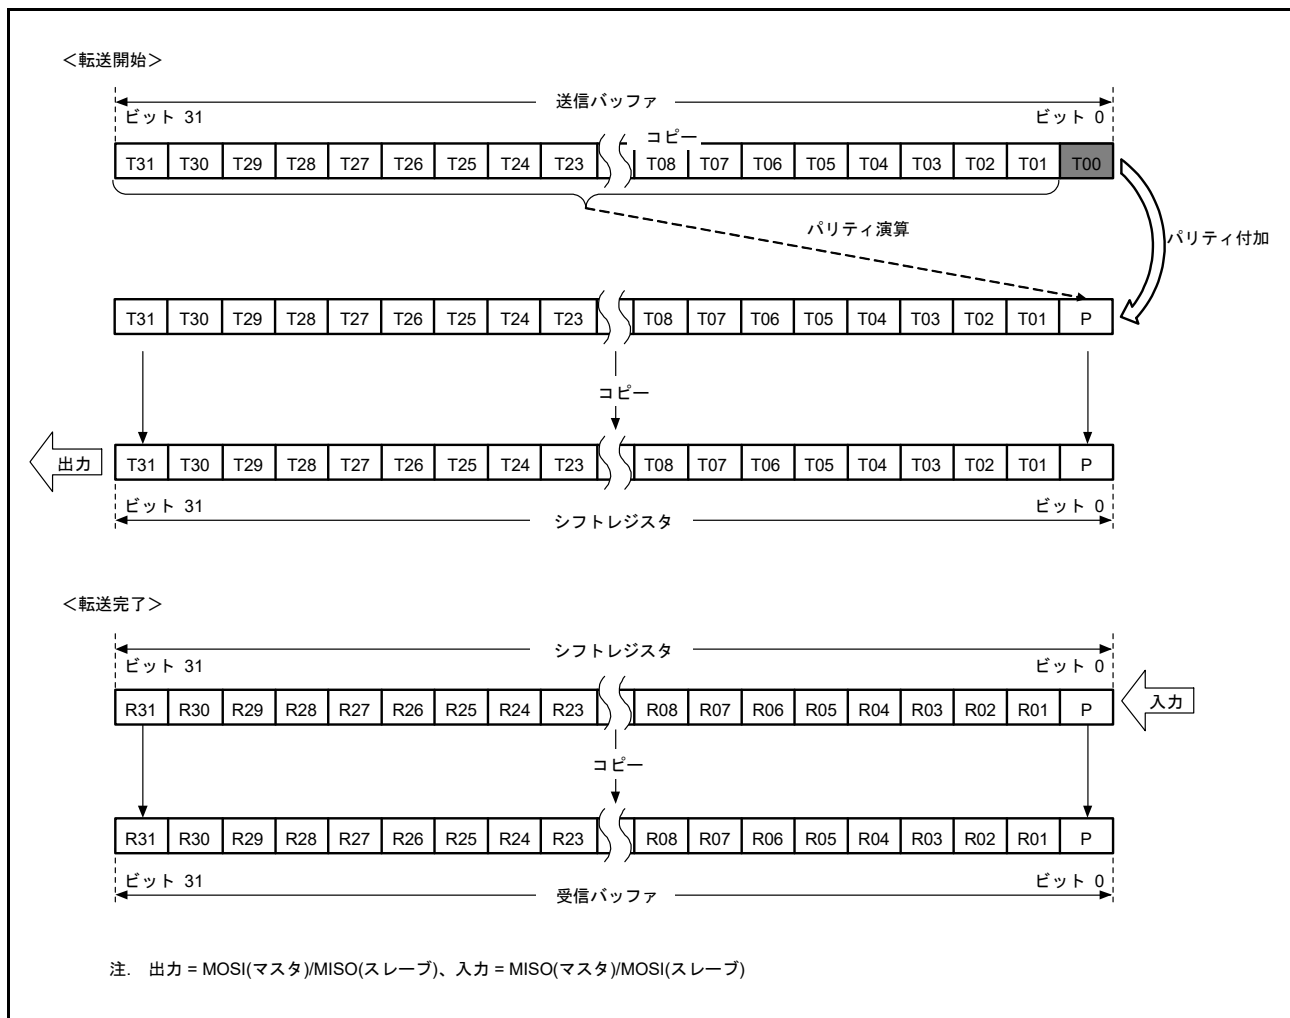 ＜転送開始＞
送信バッファ
ビット 31 ビット 0
コピー
T31 T30 T29 T28 T27 T26 T25 T24 T23 T08 T07 T06 T05 T04 T03 T02 T01 T00
パリティ演算
パリティ付加
T31 T30 T29 T28 T27 T26 T25 T24 T23 T08 T07 T06 T05 T04 T03 T02 T01 P
コピー
出力
T31 T30 T29 T28 T27 T26 T25 T24 T23 T08 T07 T06 T05 T04 T03 T02 T01 P
ビット 31 ビット 0
シフトレジスタ
＜転送完了＞
シフトレジスタ
ビット 31 ビット 0
R31 R30 R29 R28 R27 R26 R25 R24 R23 R08 R07 R06 R05 R04 R03 R02 R01 P
入力
コピー
R31 R30 R29 R28 R27 R26 R25 R24 R23 R08 R07 R06 R05 R04 R03 R02 R01 P
ビット 31 ビット 0
受信バッファ
注. 出力 = MOSI(マスタ)/MISO(スレーブ)、入力 = MISO(マスタ)/MOSI(スレーブ)